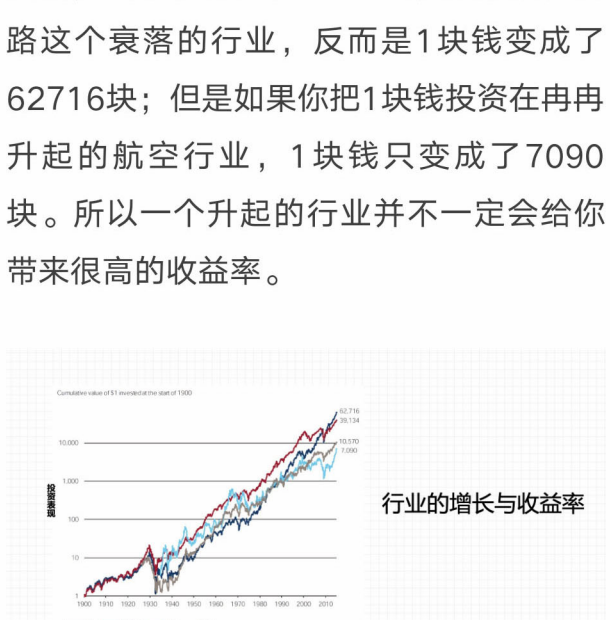 路这个衰落的行业，反而是1块钱变成了
62716块；但是如果你把1块钱投资在冉冉
升起的航空行业，1块钱只变成了7090
块。所以一个升起的行业并不一定会给你
带来很高的收益率。
Cumulative value of $1 invested at the start of 1900
62,716
39,134
10,570
7,090
10,000
1,000
100
10
1
投资表现
行业的增长与收益率
1900 1910 1920 1930 1940 1950 1960 1970 1980 1990 2000 2010